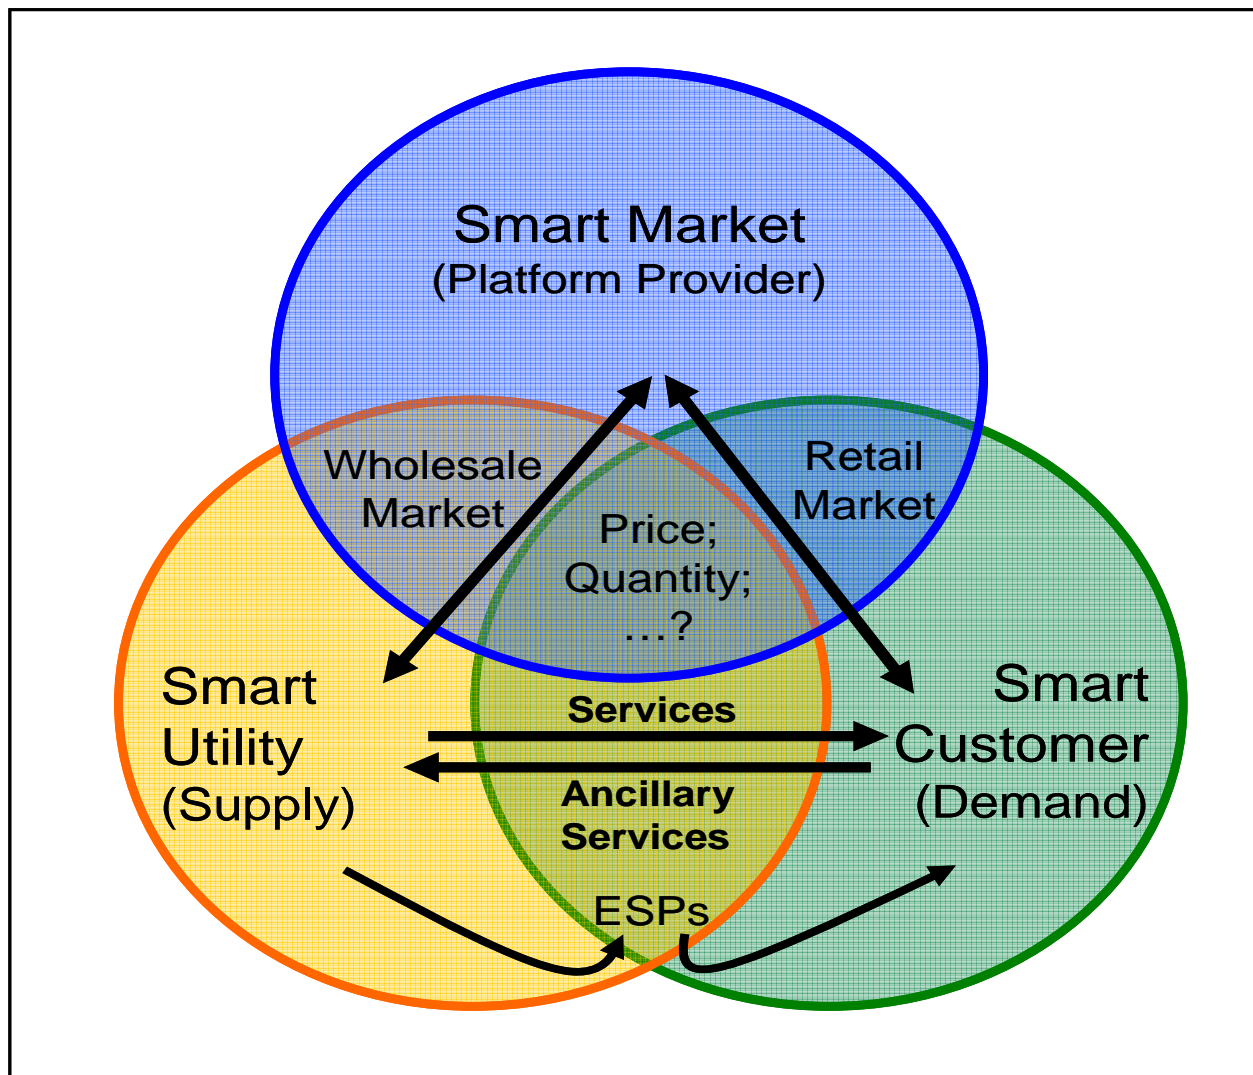 Smart Market
(Platform Provider)
Wholesale
Market
Retail
Market
Price;
Quantity;
...?
Smart
Utility
(Supply)
Services
Ancillary
Services
Smart
Customer
(Demand)
ESPs